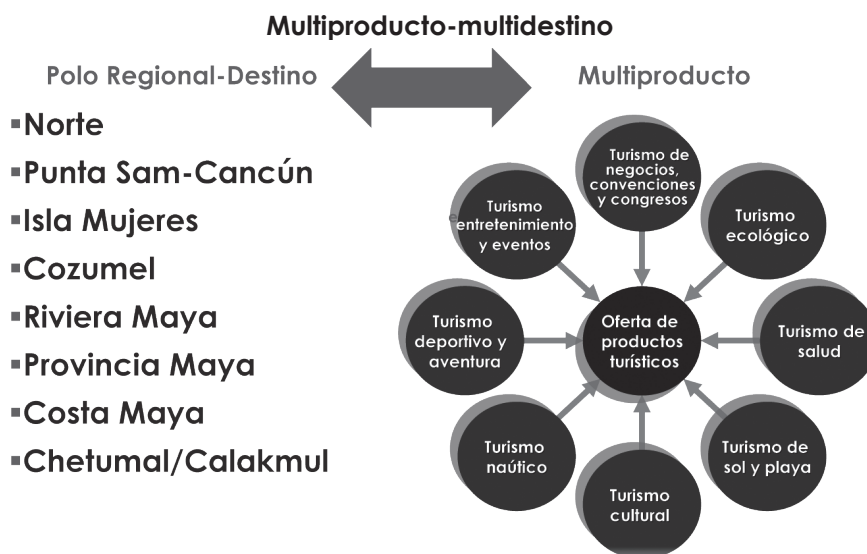 Multiproducto-multidestino
Polo Regional-Destino
Multiproducto
▪Norte
▪Punta Sam-Cancún
▪Isla Mujeres
▪Cozumel
▪Riviera Maya
▪Provincia Maya
▪Costa Maya
▪Chetumal/Calakmul
Turismo de
negocios,
convenciones
y congresos
Turismo
ecológico
Turismo de
salud
Turismo de
sol y playa
Turismo
cultural
Turismo
naútico
Turismo
deportivo y
aventura
Turismo
entretenimiento
y eventos
Oferta de
productos
turísticos